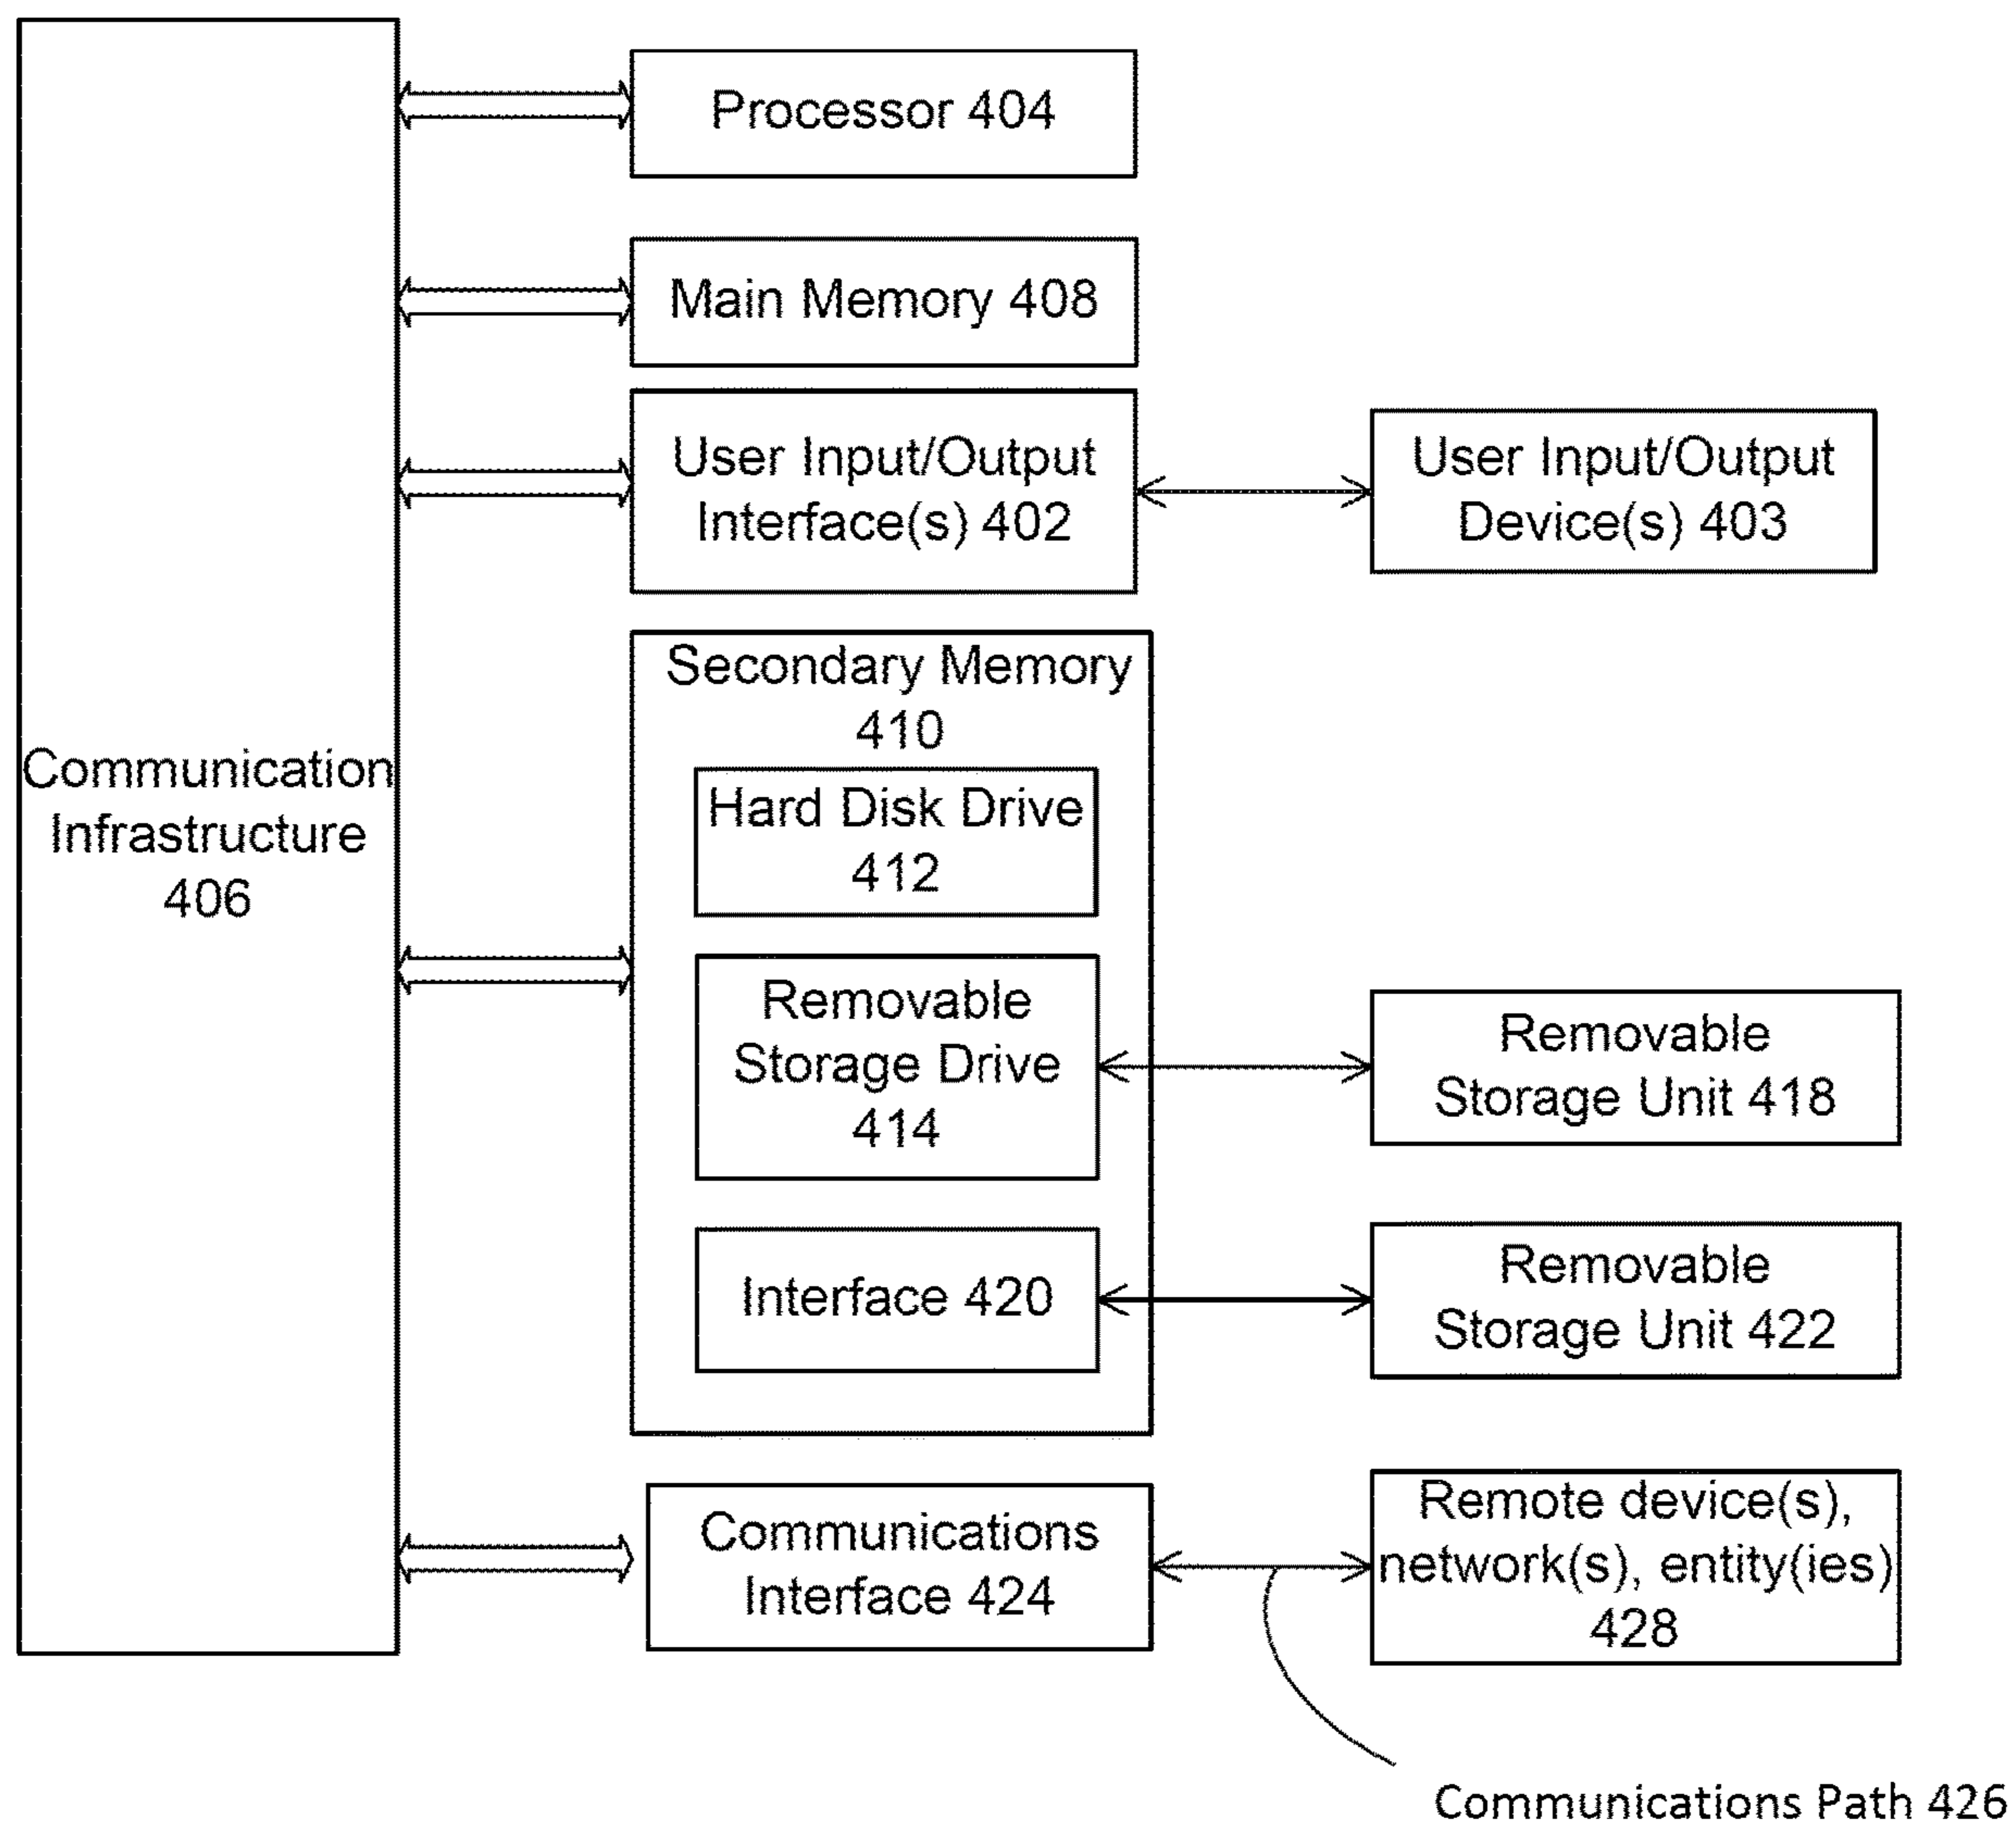 Processor 404
Main Memory 408
User Input/Output
Interface(s) 402
User Input/Output
Device(s) 403
Communication
Infrastructure
406
Secondary Memory
410
Hard Disk Drive
412
Removable
Storage Drive
414
Removable
Storage Unit 418
Interface 420
Removable
Storage Unit 422
Communications
Interface 424
Remote device(s),
network(s), entity(ies)
428
Communications Path 426